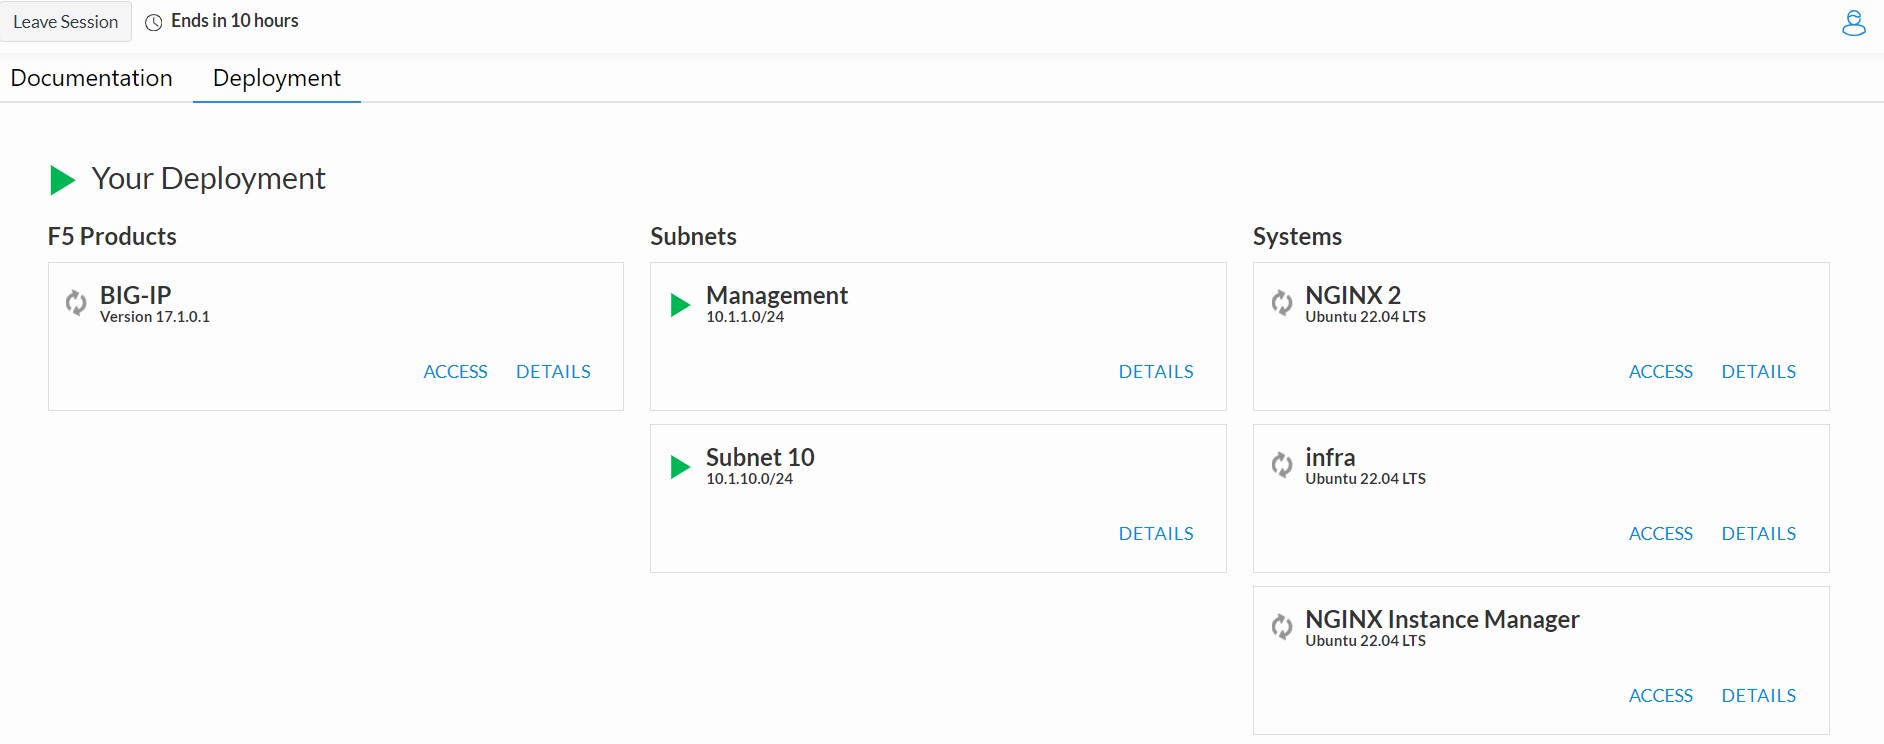 Leave Session
Ends in 10 hours
Documentation
Deployment
Your Deployment
F5 Products
BIG-IP
Version 17.1.0.1
ACCESS DETAILS
Subnets
Management
10.1.1.0/24
DETAILS
Subnet 10
10.1.10.0/24
DETAILS
Systems
NGINX 2
Ubuntu 22.04 LTS
ACCESS DETAILS
infra
Ubuntu 22.04 LTS
ACCESS DETAILS
NGINX Instance Manager
Ubuntu 22.04 LTS
ACCESS DETAILS